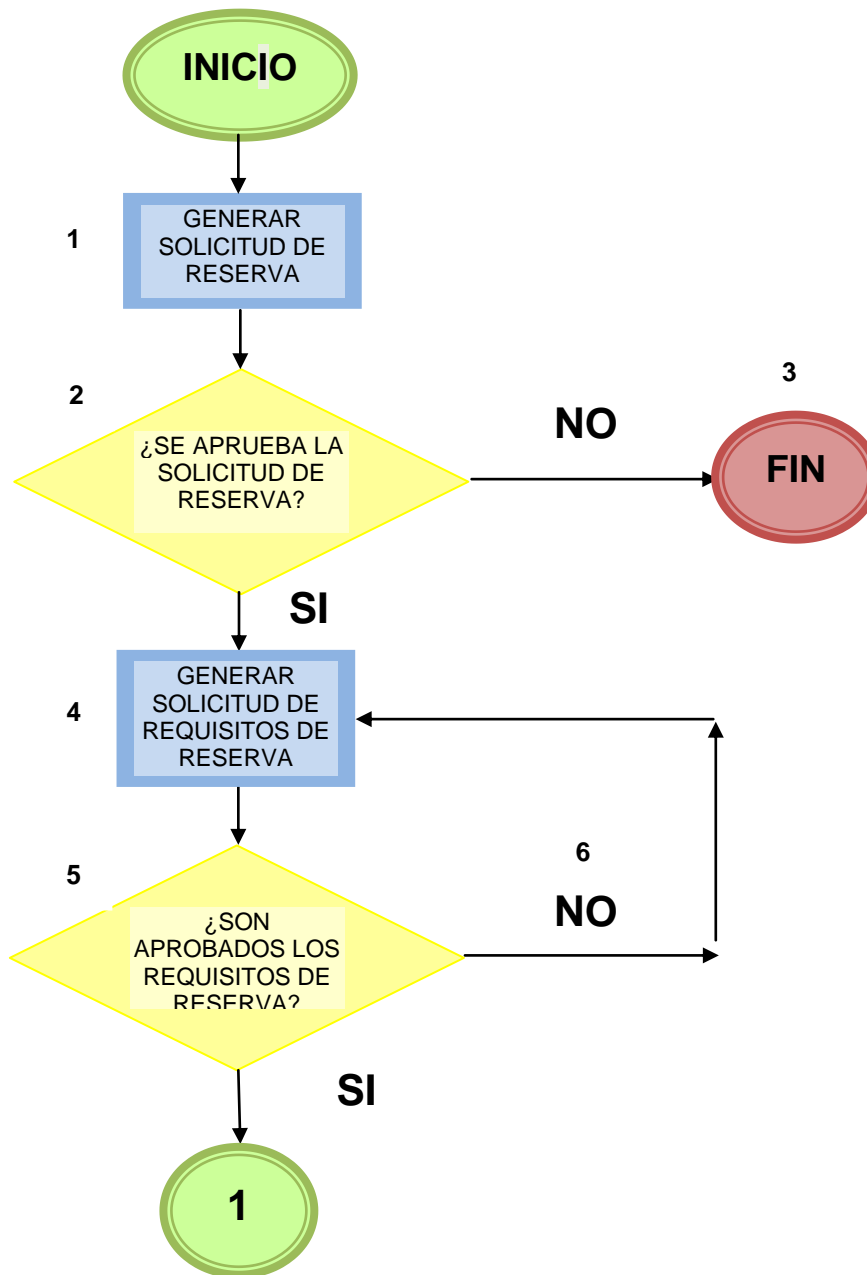 INICIO
1
GENERAR
SOLICITUD DE
RESERVA
2
¿SE APRUEBA LA
SOLICITUD DE
RESERVA?
NO
3
FIN
SI
4
GENERAR
SOLICITUD DE
REQUISITOS DE
RESERVA
5
¿SON
APROBADOS LOS
REQUISITOS DE
RESERVA?
6
NO
SI
1